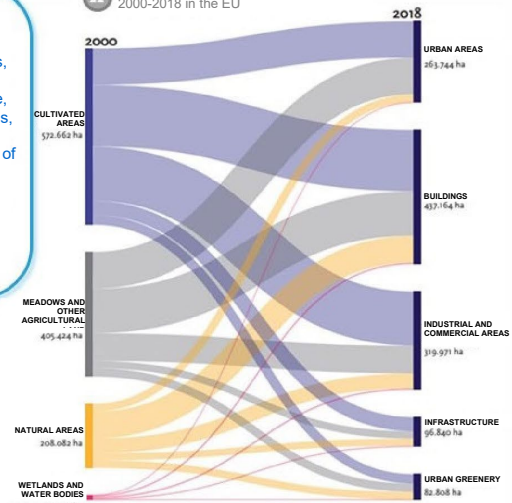 2000-2018 in the EU
s,
e,
s,
of
2000
2018
CULTIVATED
AREAS
572.662 ha
MEADOWS AND
OTHER
AGRICULTURAL
405.424 ha
NATURAL AREAS
208.082 ha
WETLANDS AND
WATER BODIES
URBAN AREAS
263.744 ha
BUILDINGS
437.164 ha
INDUSTRIAL AND
COMMERCIAL AREAS
319.971 ha
INFRASTRUCTURE
96.840 ha
URBAN GREENERY
82.808 ha